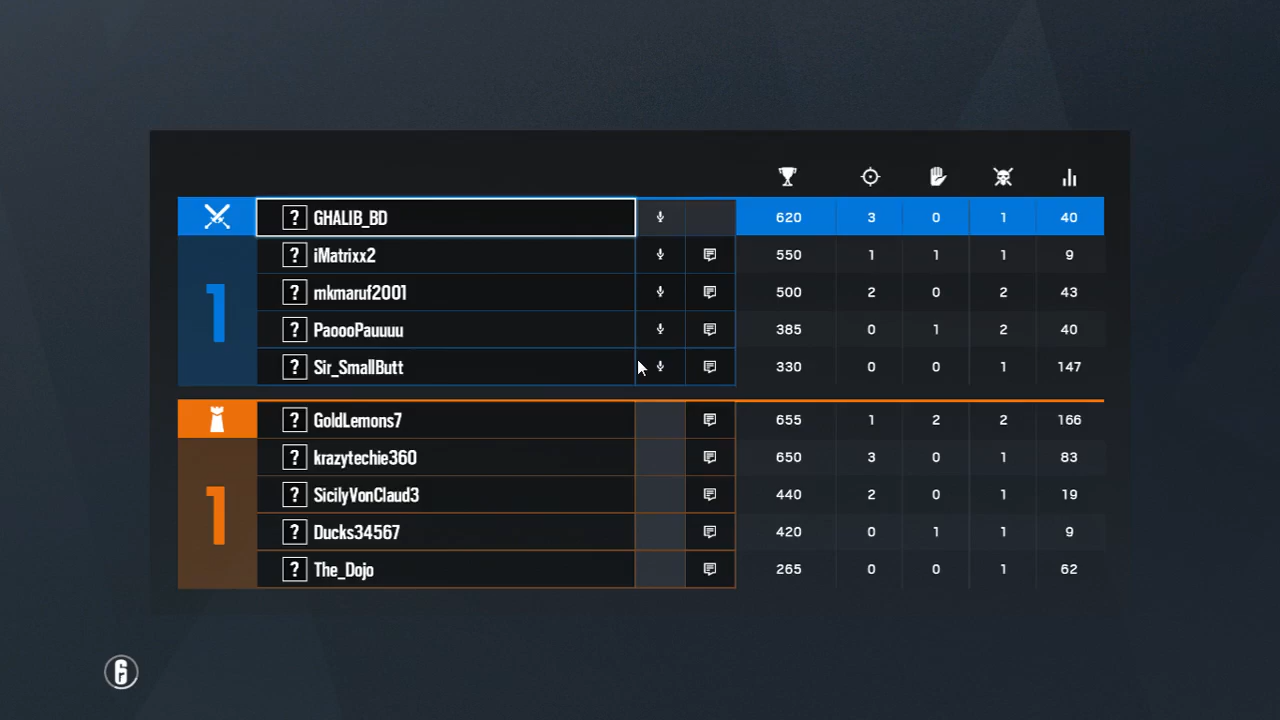 ? GHALIB_BD 620 3 0 1 40
? iMatrixx2 550 1 1 1 9
1
? mkmaruf2001 500 2 0 2 43
? PaoooPauuuu 385 0 1 2 40
? Sir_SmallButt 330 0 0 1 147
? GoldLemons7 655 1 2 2 166
? krazytechie360 650 3 0 1 83
1
? SicilyVonClaud3 440 2 0 1 19
? Ducks34567 420 0 1 1 9
? The_Dojo 265 0 0 1 62
6